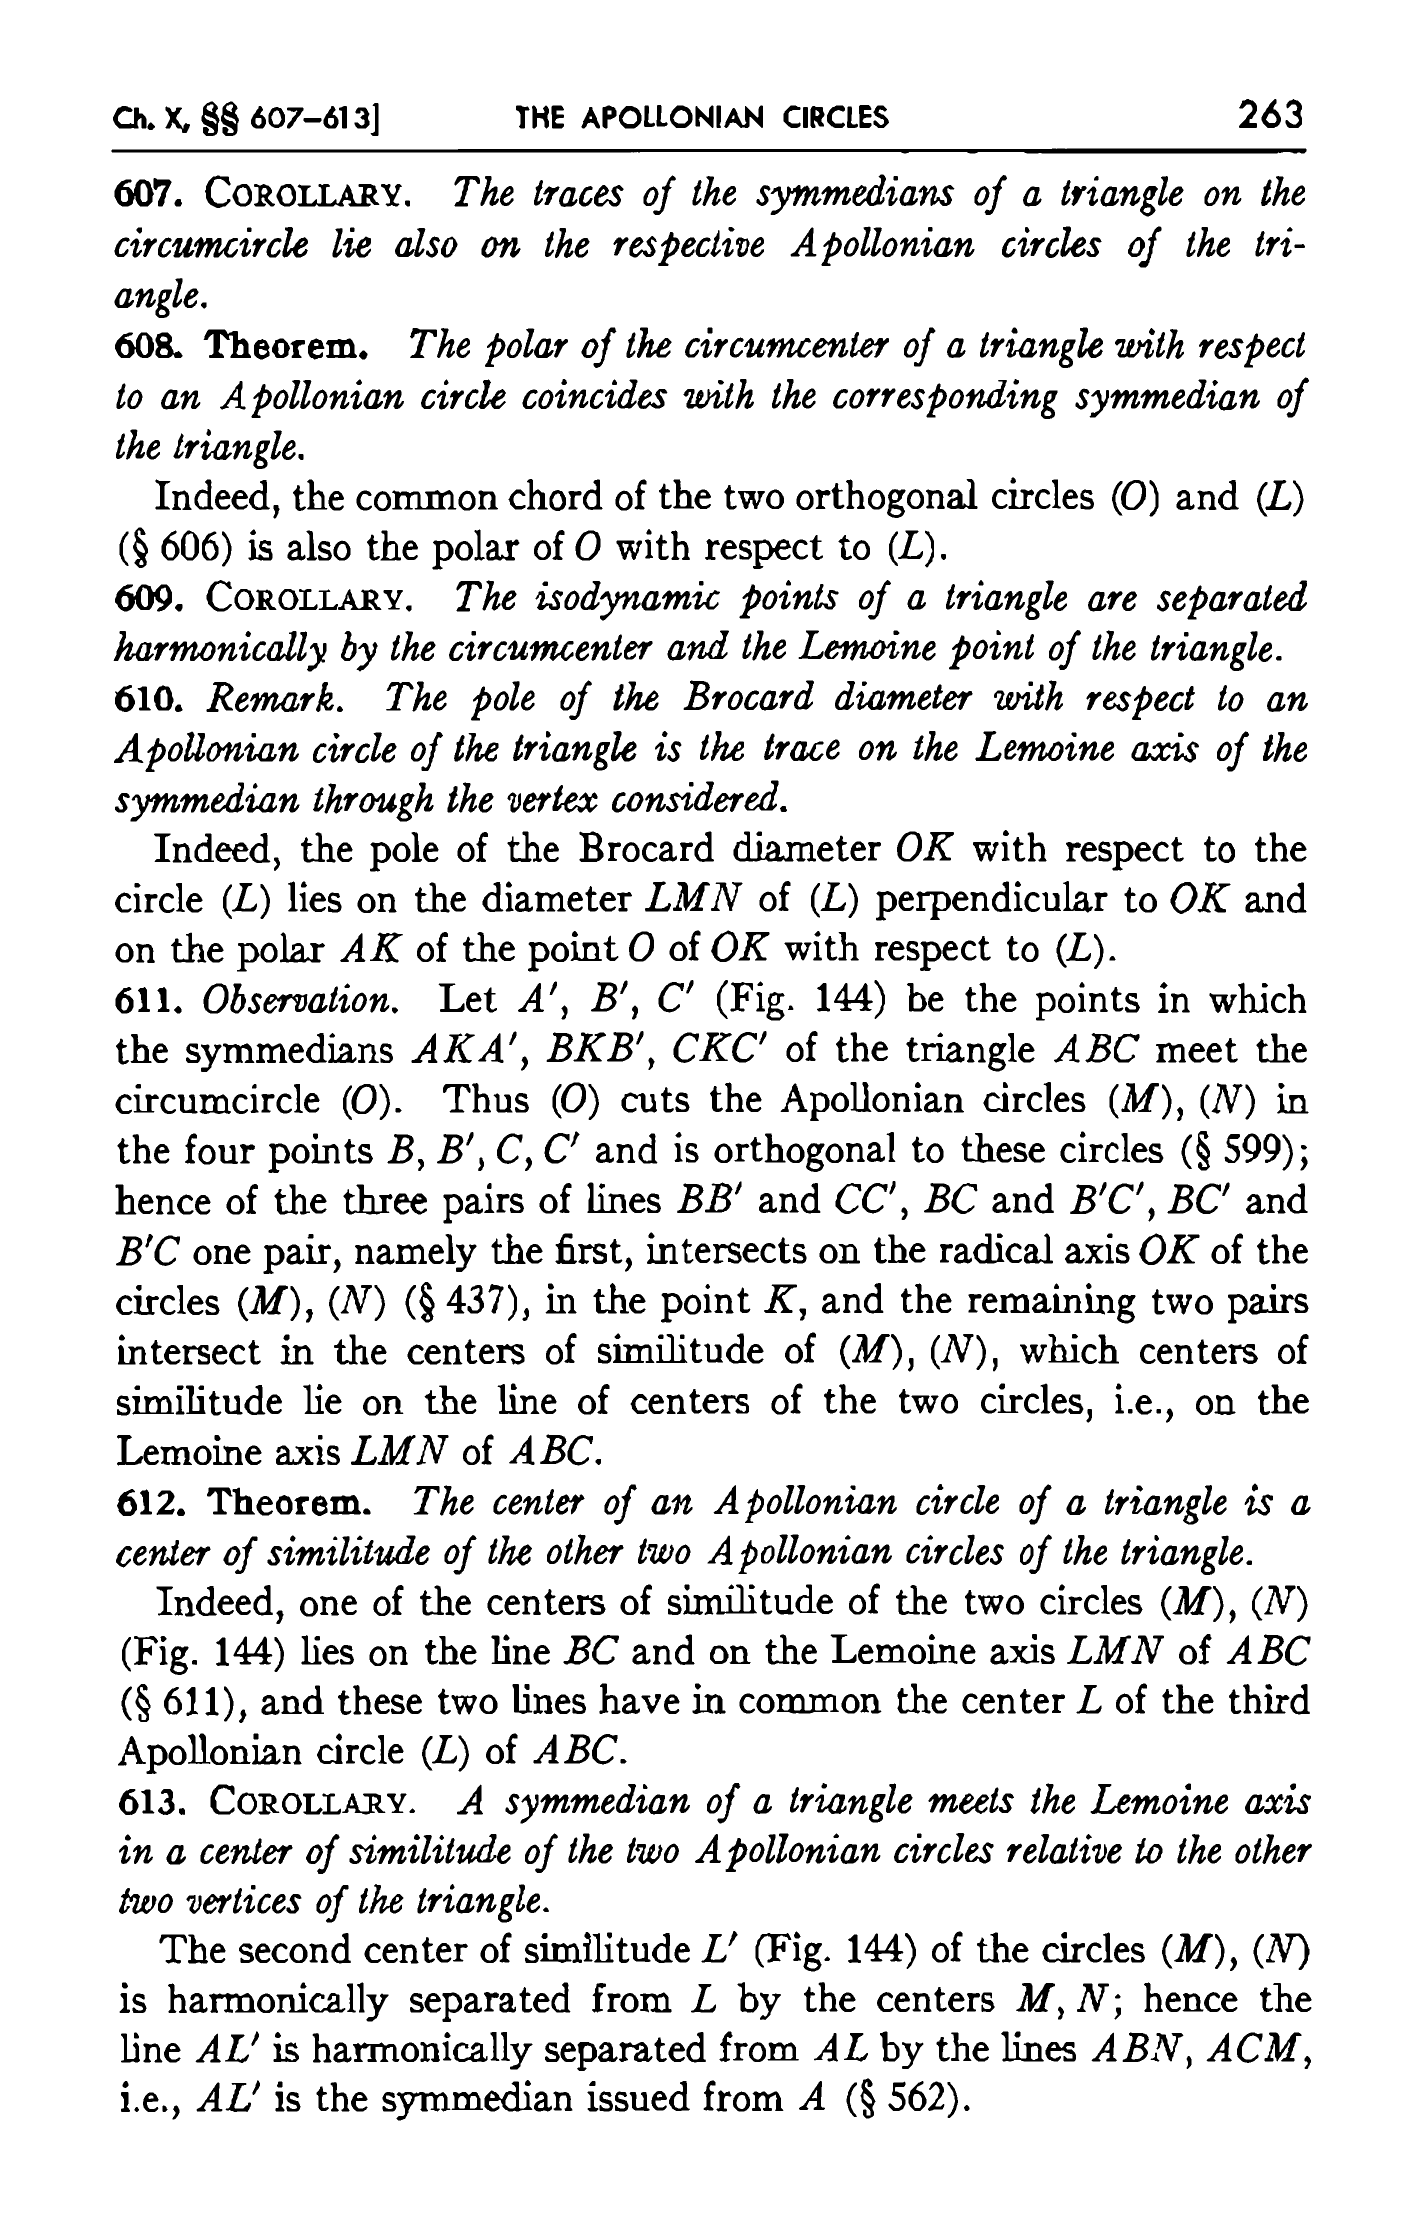 Ch. X, §§ 607–613] THE APOLLONIAN CIRCLES 263
607. COROLLARY. The traces of the symmedians of a triangle on the
circumcircle lie also on the respective Apollonian circles of the tri-
angle.
608. Theorem. The polar of the circumcenter of a triangle with respect
to an Apollonian circle coincides with the corresponding symmedian of
the triangle.
Indeed, the common chord of the two orthogonal circles (O) and (L)
(§ 606) is also the polar of O with respect to (L).
609. COROLLARY. The isodynamic points of a triangle are separated
harmonically by the circumcenter and the Lemoine point of the triangle.
610. Remark. The pole of the Brocard diameter with respect to an
Apollonian circle of the triangle is the trace on the Lemoine axis of the
symmedian through the vertex considered.
Indeed, the pole of the Brocard diameter OK with respect to the
circle (L) lies on the diameter LMN of (L) perpendicular to OK and
on the polar AK of the point O of OK with respect to (L).
611. Observation. Let A', B', C' (Fig. 144) be the points in which
the symmedians AKA', BKB', CKC' of the triangle ABC meet the
circumcircle (O). Thus (O) cuts the Apollonian circles (M), (N) in
the four points B, B', C, C' and is orthogonal to these circles (§ 599);
hence of the three pairs of lines BB' and CC', BC and B'C', BC' and
B'C one pair, namely the first, intersects on the radical axis OK of the
circles (M), (N) (§ 437), in the point K, and the remaining two pairs
intersect in the centers of similitude of (M), (N), which centers of
similitude lie on the line of centers of the two circles, i.e., on the
Lemoine axis LMN of ABC.
612. Theorem. The center of an Apollonian circle of a triangle is a
center of similitude of the other two Apollonian circles of the triangle.
Indeed, one of the centers of similitude of the two circles (M), (N)
(Fig. 144) lies on the line BC and on the Lemoine axis LMN of ABC
(§ 611), and these two lines have in common the center L of the third
Apollonian circle (L) of ABC.
613. COROLLARY. A symmedian of a triangle meets the Lemoine axis
in a center of similitude of the two Apollonian circles relative to the other
two vertices of the triangle.
The second center of similitude L' (Fig. 144) of the circles (M), (N)
is harmonically separated from L by the centers M, N; hence the
line AL' is harmonically separated from AL by the lines ABN, ACM,
i.e., AL' is the symmedian issued from A (§ 562).